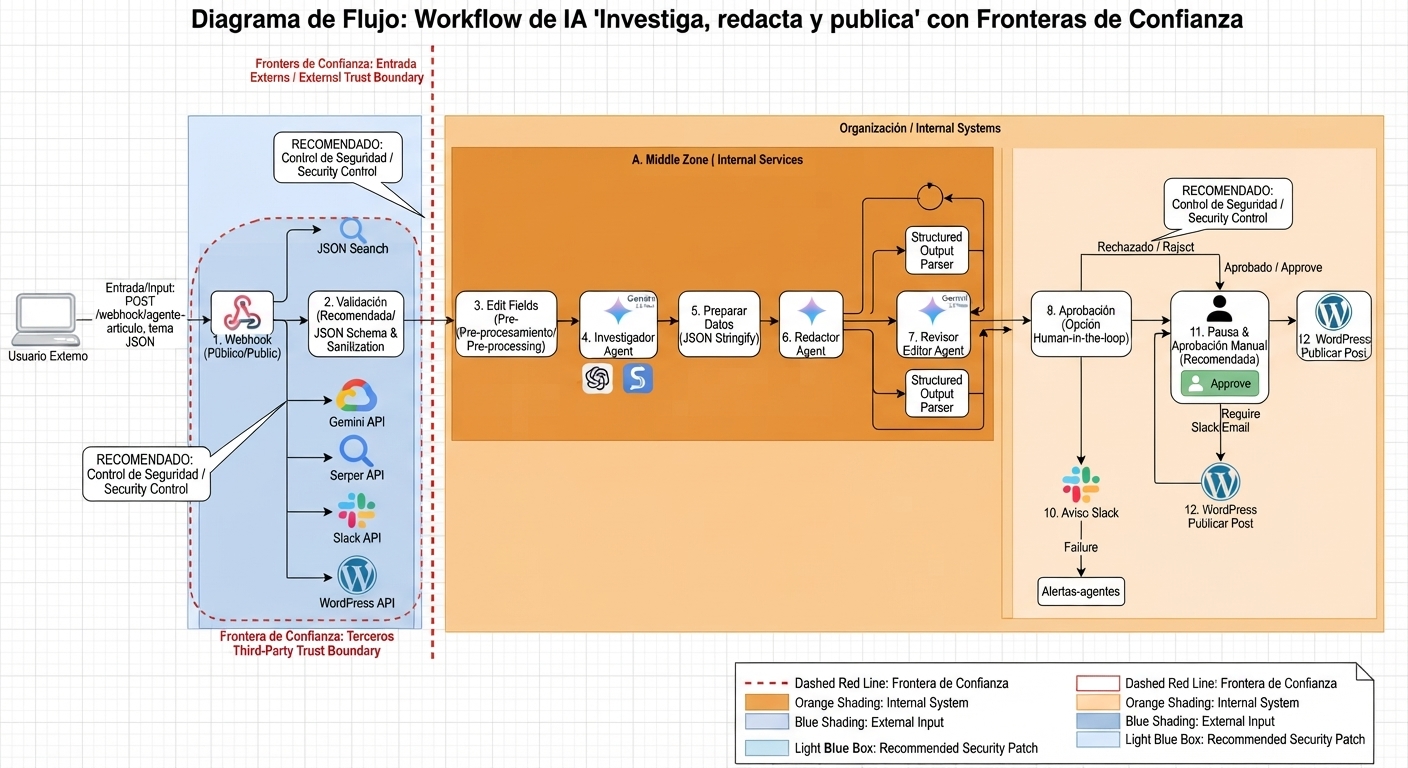 Diagrama de Flujo: Workflow de IA 'Investiga, redacta y publica' con Fronteras de Confianza
Fronters de Confianza: Entrada
Externs / Externsl Trust Boundary
RECOMENDADO:
Control de Seguridad /
Security Control
JSON Search
Entrada/Input:
POST
/webhook/agente-
articulo, tema
JSON
Usuario Externo
1. Webhook
(Público/Public)
2. Validación
(Recomendada/
JSON Schema &
Sanilización
Gemini API
Serper API
Slack API
WordPress API
RECOMENDADO:
Control de Seguridad /
Security Control
Frontera de Confianza: Terceros
Third-Party Trust Boundary
Organización / Internal Systems
A. Middle Zone ( Internal Services
3. Edit Fields
(Pre-
(Pre-procesamiento/
Pre-processing)
4. Investigador
Agent
5. Preparar
Datos
(JSON Stringify)
6. Redactor
Agent
Structured
Output
Parser
7. Revisor
Editor Agent
Structured
Output
Parser
RECOMENDADO:
Control de Seguridad /
Security Control
Rechazado / Rajsct
Aprobado / Approve
8. Aprobación
(Opción
Human-in-the-loop)
11. Pausa &
Aprobación Manual
(Recomendada)
Approve
12 WordPress
Publicar Post
Require
Slack Email
10. Aviso Slack
Failure
Alertas-agentes
12. WordPress
Publicar Post
Dashed Red Line: Frontera de Confianza
Orange Shading: Internal System
Blue Shading: External Input
Light Blue Box: Recommended Security Patch
Dashed Red Line: Frontera de Confianza
Orange Shading: Internal System
Blue Shading: External Input
Light Blue Box: Recommended Security Patch